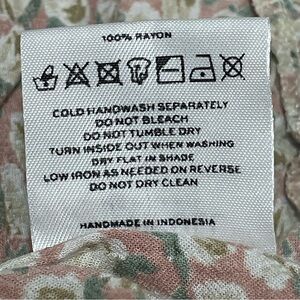 100% RAYON
COLD HANDWASH SEPARATELY
DO NOT BLEACH
DO NOT TUMBLE DRY
TURN INSIDE OUT WHEN WASHING
DRY FLAT IN SHADE
LOW IRON AS NEEDED ON REVERSE
DO NOT DRY CLEAN
HANDMADE IN INDONESIA